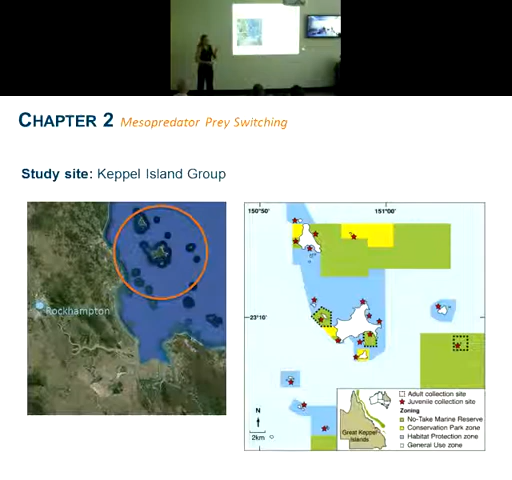 CHAPTER 2 Mesopredator Prey Switching
Study site: Keppel Island Group
Rockhampton
150°50'
151°00'
23°10'
N
2km
Great Keppel
Islands
Adult collection site
Juvenile collection site
Zoning
No-Take Marine Reserve
Conservation Park zone
Habitat Protection zone
General Use zone